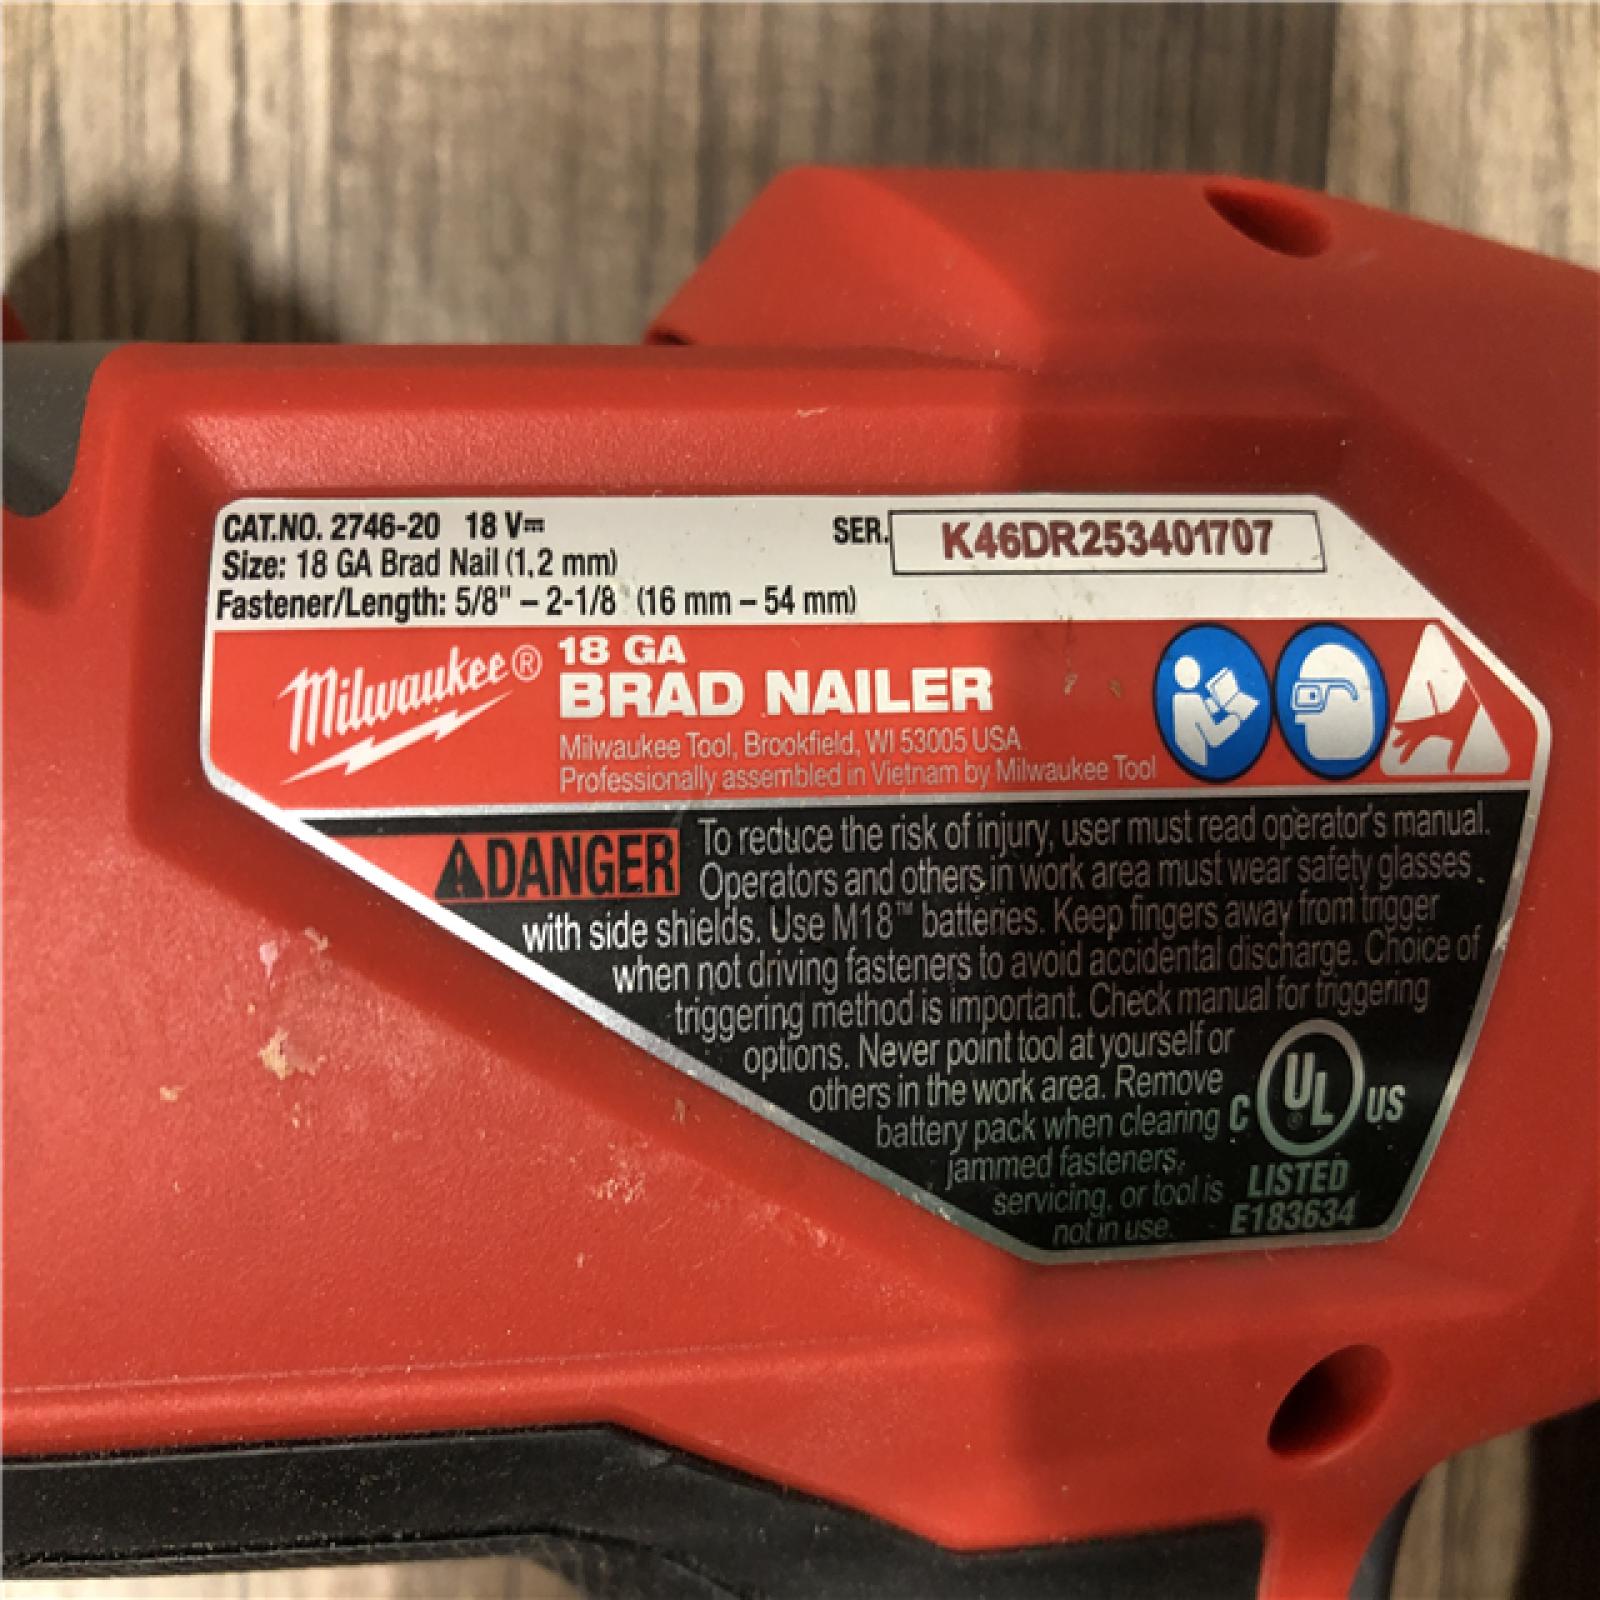 CAT.NO. 2746-20 18 V⎓
SER. K46DR253401707
Size: 18 GA Brad Nail (1,2 mm)
Fastener/Length: 5/8" – 2-1/8 (16 mm – 54 mm)
Milwaukee®
18 GA
BRAD NAILER
Milwaukee Tool, Brookfield, WI 53005 USA
Professionally assembled in Vietnam by Milwaukee Tool
DANGER To reduce the risk of injury, user must read operator's manual.
Operators and others in work area must wear safety glasses
with side shields. Use M18™ batteries. Keep fingers away from trigger
when not driving fasteners to avoid accidental discharge. Choice of
triggering method is important. Check manual for triggering
options. Never point tool at yourself or
others in the work area. Remove
battery pack when clearing
jammed fasteners,
servicing, or tool is
not in use.
C UL® US
LISTED
E183634